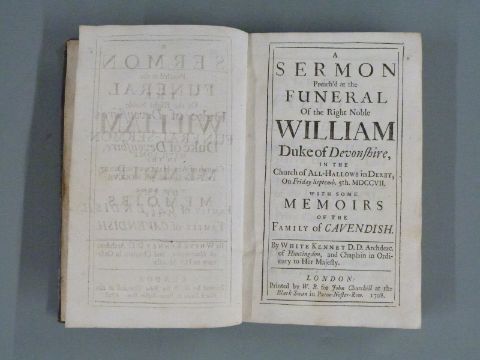 A
SERMON
Preach'd at the
FUNERAL
Of the Right Noble
WILLIAM
Duke of Devonshire,
IN THE
Church of ALL-HALLOWS in DERBY,
On Friday Septemb. 5th. MDCCVII.
WITH SOME
MEMOIRS
OF THE
FAMILY of CAVENDISH.
By WHITE KENNET D.D. Archdeac.
of Huntingdon, and Chaplain in Ordi-
nary to Her Majesty.
LONDON:
Printed by W. B. for John Churchill at the
Black Swan in Pater-Noster-Row. 1708.